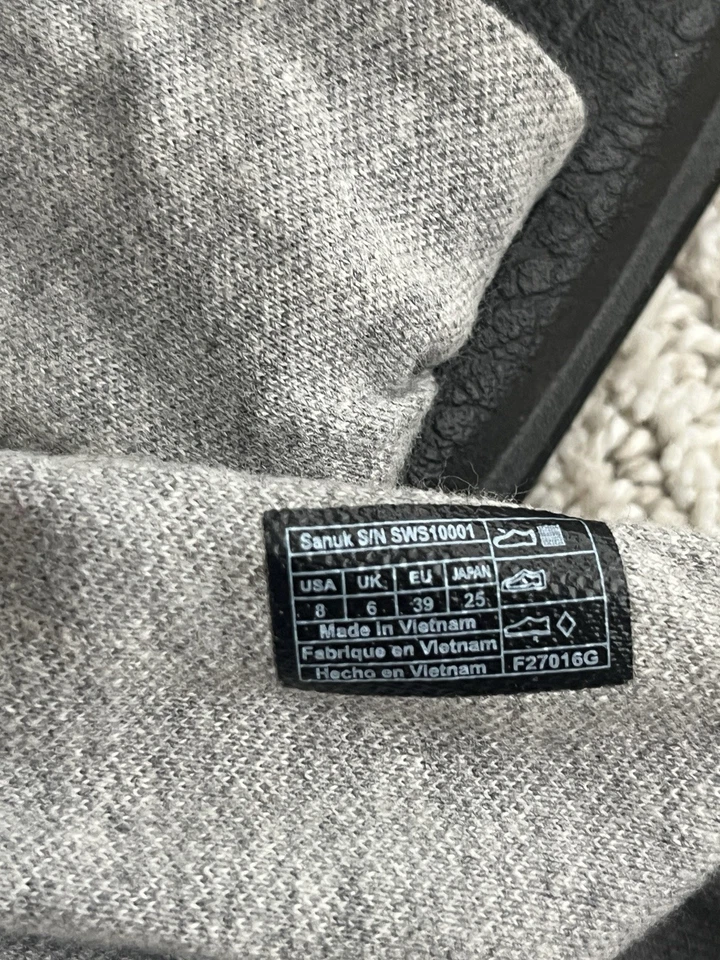 Sanuk S/N SWS10001
USA UK EU JAPAN
8 6 39 25
Made in Vietnam
Fabrique en Vietnam
Hecho en Vietnam
F27016G